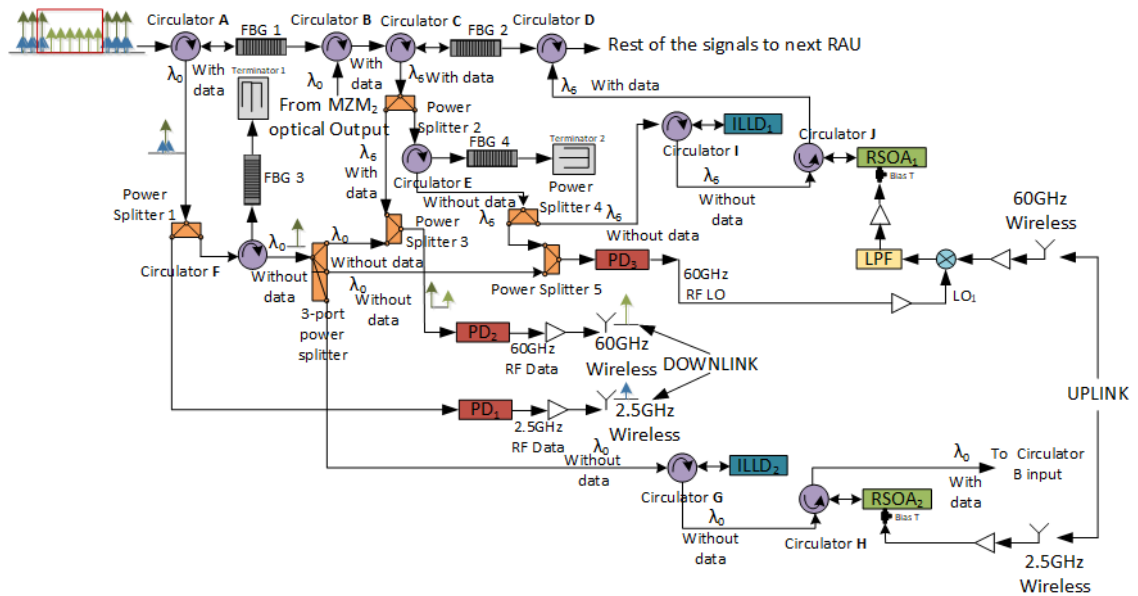 Circulator A
FBG 1
Circulator B
Circulator C
FBG 2
Circulator D
Rest of the signals to next RAU
λ0
With
data
Terminator 1
λ0
With
data
λ6
With data
λ6
With data
From MZM2
optical Output
Power
Splitter 2
FBG 3
λ6
With
data
FBG 4
Terminator 2
ILLD1
Circulator I
Circulator J
RSOA1
Bias T
Circulator E
Without data
Power
Splitter 4
λ6
Without
data
Power
Splitter 1
λ6
λ6
Without data
Power
Splitter 3
60GHz
Wireless
Circulator F
λ0
Without
data
λ0
Without data
λ0
Without
data
Power Splitter 5
PD3
60GHz
RF LO
LPF
LO1
3-port
power
splitter
PD2
60GHz
RF Data
60GHz
Wireless
DOWNLINK
UPLINK
PD1
2.5GHz
RF Data
2.5GHz
Wireless
λ0
Without
data
ILLD2
Circulator G
λ0
Without
data
λ0
With
data
To Circulator
B input
RSOA2
Bias T
Circulator H
2.5GHz
Wireless